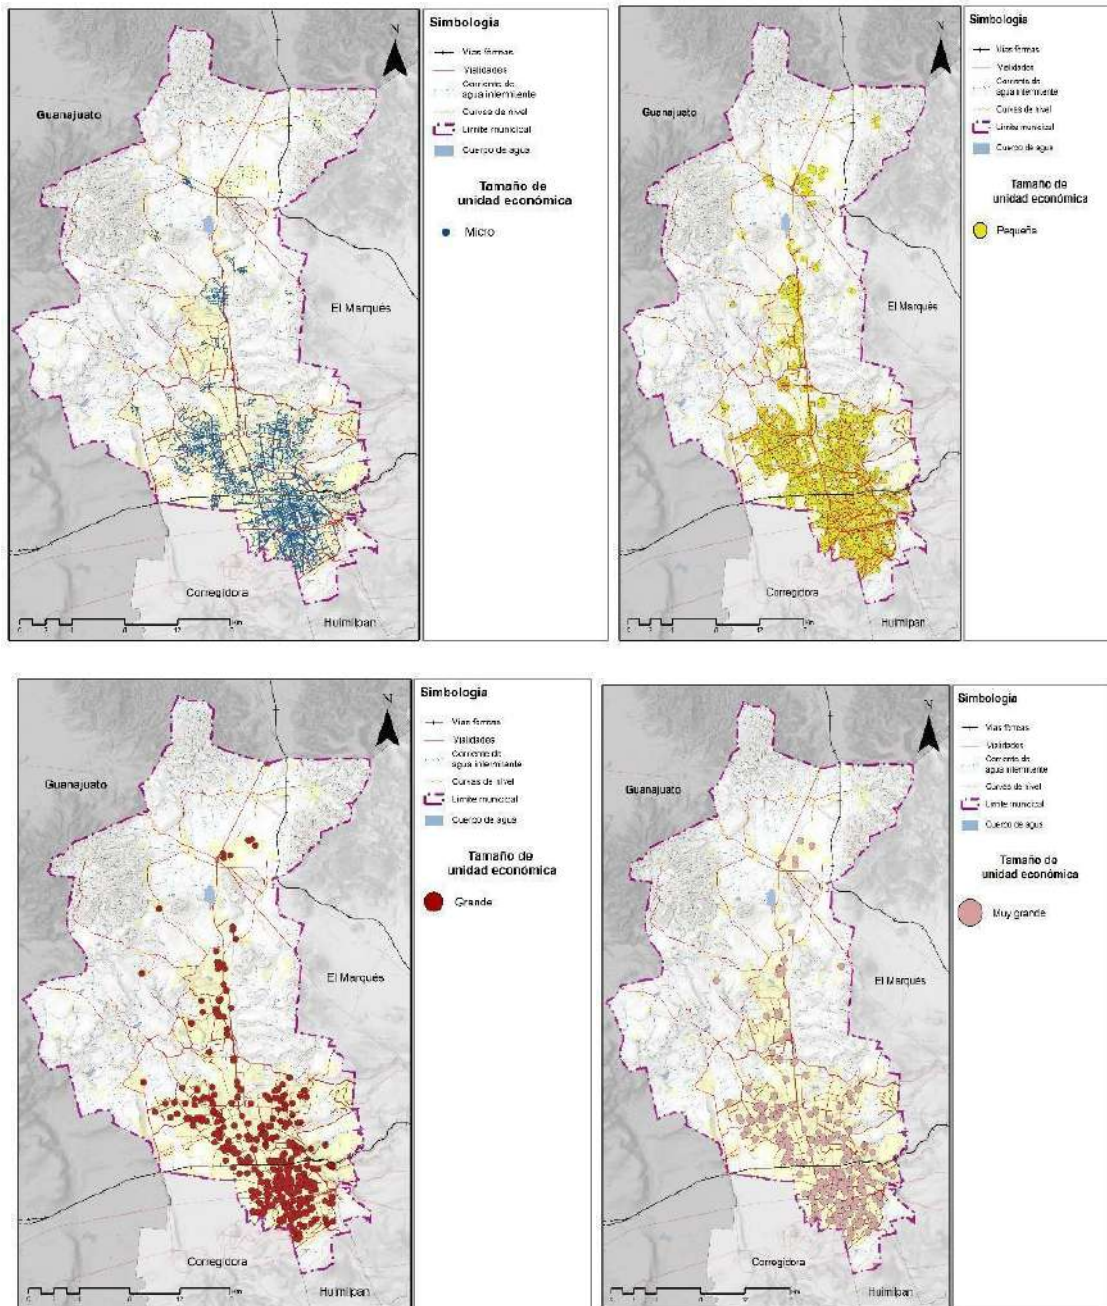 Guanajuato
N
El Marqués
Corregidora
Huimilpan
Km
Simbología
Vías férreas
Vialidades
Corriente de
agua intermitente
Curvas de nivel
Límite municipal
Cuerpo de agua
Tamaño de
unidad económica
Micro
Guanajuato
N
El Marqués
Corregidora
Huimilpan
Km
Simbología
Vías férreas
Vialidades
Corriente de
agua intermitente
Curvas de nivel
Límite municipal
Cuerpo de agua
Tamaño de
unidad económica
Pequeña
Guanajuato
N
El Marqués
Corregidora
Huimilpan
Km
Simbología
Vías férreas
Vialidades
Corriente de
agua intermitente
Curvas de nivel
Límite municipal
Cuerpo de agua
Tamaño de
unidad económica
Grande
Guanajuato
N
El Marqués
Corregidora
Huimilpan
Km
Simbología
Vías férreas
Vialidades
Corriente de
agua intermitente
Curvas de nivel
Límite municipal
Cuerpo de agua
Tamaño de
unidad económica
Muy grande